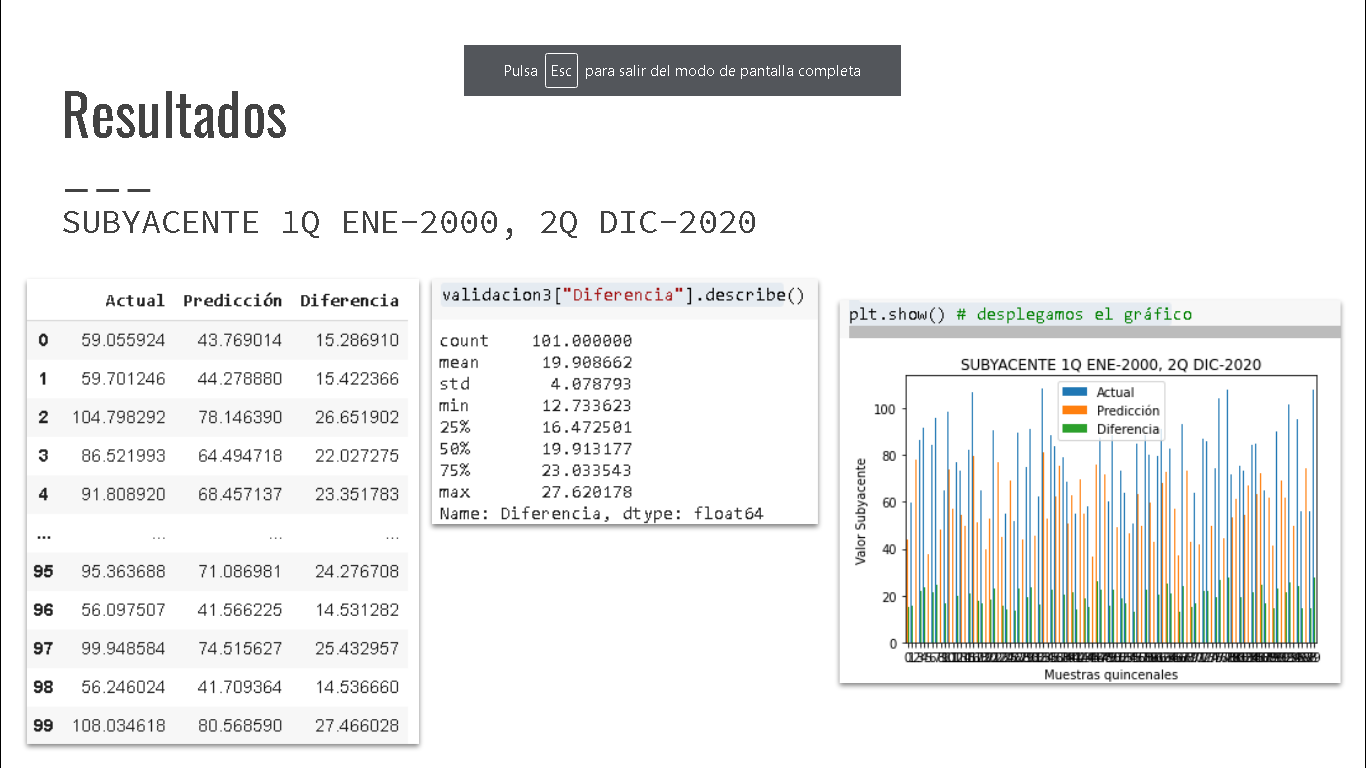 Pulsa Esc para salir del modo de pantalla completa
Resultados
___
SUBYACENTE 1Q ENE-2000, 2Q DIC-2020
Actual Predicción Diferencia
0 59.055924 43.769014 15.286910
1 59.701246 44.278880 15.422366
2 104.798292 78.146390 26.651902
3 86.521993 64.494718 22.027275
4 91.808920 68.457137 23.351783
... ... ... ...
95 95.363688 71.086981 24.276708
96 56.097507 41.566225 14.531282
97 99.948584 74.515627 25.432957
98 56.246024 41.709364 14.536660
99 108.034618 80.568590 27.466028
validacion3["Diferencia"].describe()
count 101.000000
mean 19.908662
std 4.078793
min 12.733623
25% 16.472501
50% 19.913177
75% 23.033543
max 27.620178
Name: Diferencia, dtype: float64
plt.show() # desplegamos el gráfico
SUBYACENTE 1Q ENE-2000, 2Q DIC-2020
Actual
Predicción
Diferencia
Valor Subyacente
100
80
60
40
20
0
Muestras quincenales